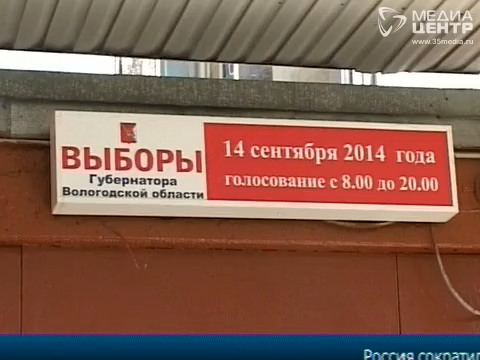 МЕДИА
ЦЕНТР
www.35media.ru
ВЫБОРЫ
Губернатора
Вологодской области
14 сентября 2014 года
голосование с 8.00 до 20.00
Россия сократил